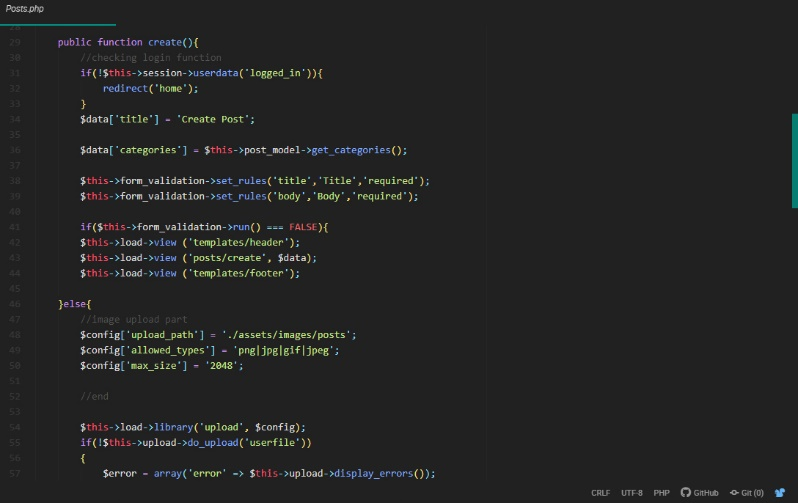 Posts.php
28
29 public function create(){
30 //checking login function
31 if(!$this->session->userdata('logged_in')){
32 redirect('home');
33 }
34 $data['title'] = 'Create Post';
35
36 $data['categories'] = $this->post_model->get_categories();
37
38 $this->form_validation->set_rules('title','Title','required');
39 $this->form_validation->set_rules('body','Body','required');
40
41 if($this->form_validation->run() === FALSE){
42 $this->load->view ('templates/header');
43 $this->load->view ('posts/create', $data);
44 $this->load->view ('templates/footer');
45
46 }else{
47 //image upload part
48 $config['upload_path'] = './assets/images/posts';
49 $config['allowed_types'] = 'png|jpg|gif|jpeg';
50 $config['max_size'] = '2048';
51
52 //end
53
54 $this->load->library('upload', $config);
55 if(!$this->upload->do_upload('userfile'))
56 {
57 $error = array('error' => $this->upload->display_errors());
CRLF UTF-8 PHP GitHub Git (0)